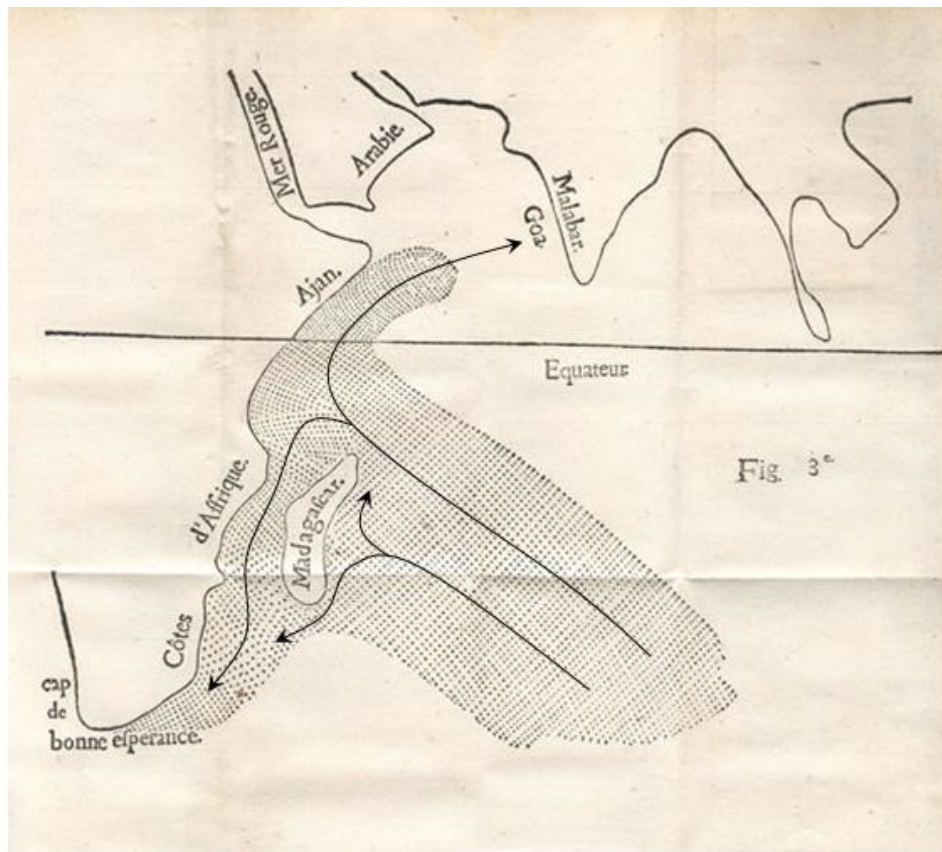 Mer Rouge.
Arabie.
Malabar.
Goa.
Ajan.
Equateur.
Fig. 3e.
d'Affrique.
Madagaſcar.
Côtes
cap
de
bonne eſperance.